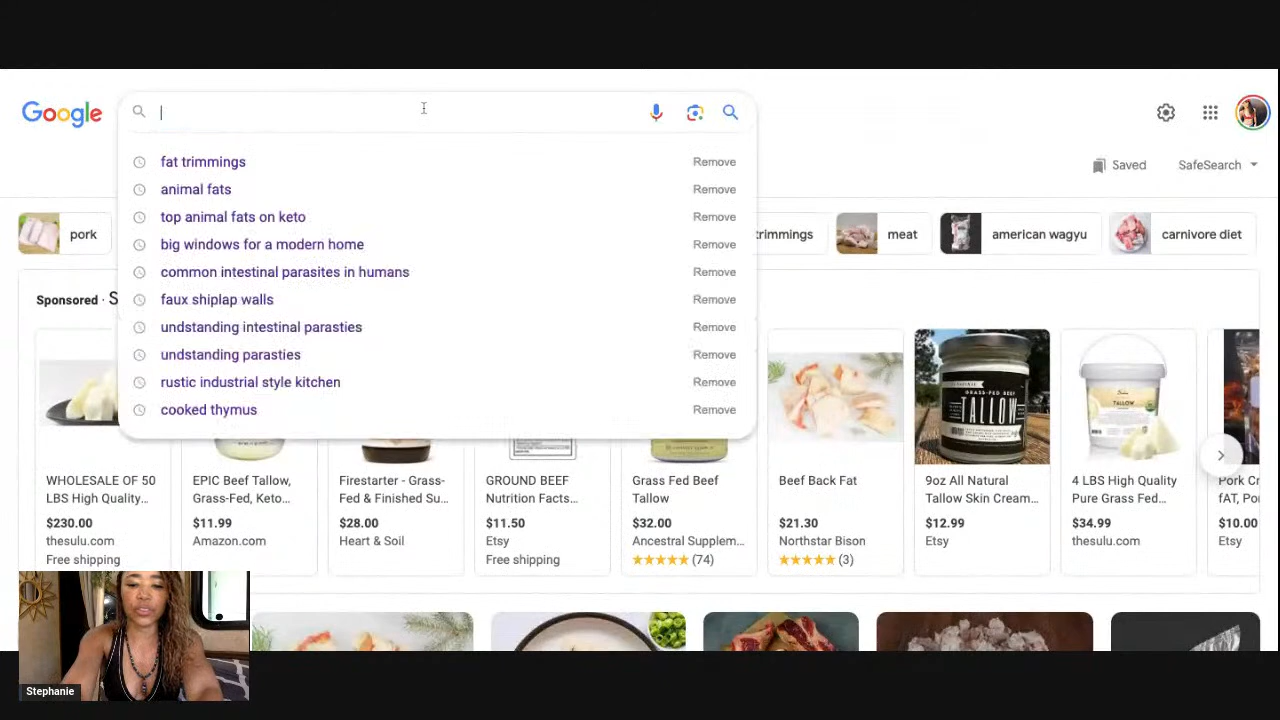 Google
fat trimmings Remove
animal fats Remove
top animal fats on keto Remove
big windows for a modern home Remove
common intestinal parasites in humans Remove
faux shiplap walls Remove
undstanding intestinal parasties Remove
undstanding parasties Remove
rustic industrial style kitchen Remove
cooked thymus Remove
Saved SafeSearch
pork trimmings meat american wagyu carnivore diet
Sponsored · S
GRASS-FED BEEF
TALLOW
TALLOW
WHOLESALE OF 50
LBS High Quality...
$230.00
thesulu.com
Free shipping
EPIC Beef Tallow,
Grass-Fed, Keto...
$11.99
Amazon.com
Firestarter - Grass-
Fed & Finished Su...
$28.00
Heart & Soil
GROUND BEEF
Nutrition Facts...
$11.50
Etsy
Free shipping
Grass Fed Beef
Tallow
$32.00
Ancestral Supplem...
(74)
Beef Back Fat
$21.30
Northstar Bison
(3)
9oz All Natural
Tallow Skin Cream...
$12.99
Etsy
4 LBS High Quality
Pure Grass Fed...
$34.99
thesulu.com
Pork Cr
fAT, Por
$10.00
Etsy
Stephanie